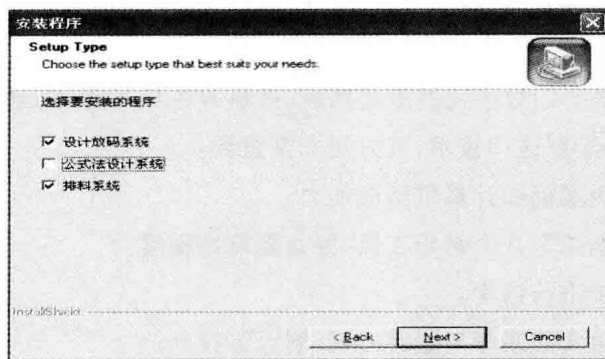 安装程序
Setup Type
Choose the setup type that best suits your needs.
选择要安装的程序
设计放码系统
公式法设计系统
排料系统
InstallShield
< Back
Next >
Cancel